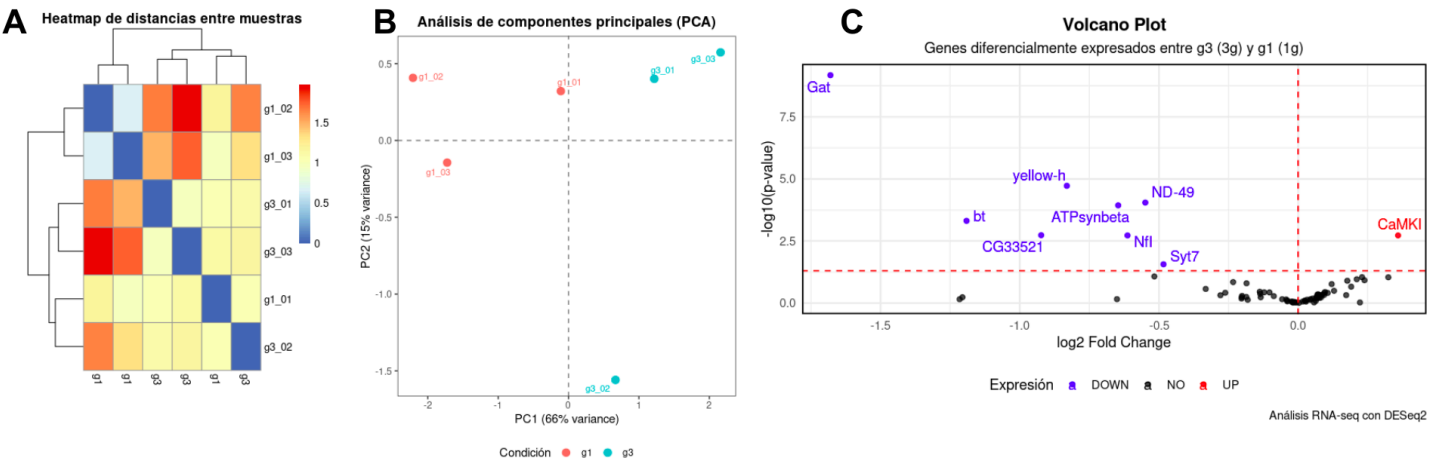 A
Heatmap de distancias entre muestras
g1_02
g1_03
g3_01
g3_03
g1_01
g3_02
g1
g1
g3
g3
g1
g3
1.5
1
0.5
0
B
Análisis de componentes principales (PCA)
g3_03
g3_01
g1_02
g1_01
g1_03
g3_02
0.5
0.0
-0.5
-1.0
-1.5
PC2 (15% variance)
-2
-1
0
1
2
PC1 (66% variance)
Condición g1 g3
C
Volcano Plot
Genes diferencialmente expresados entre g3 (3g) y g1 (1g)
Gat
yellow-h
ND-49
bt
ATPsynbeta
CaMKI
CG33521
Nfl
Syt7
7.5
5.0
2.5
0.0
-log10(p-value)
-1.5
-1.0
-0.5
0.0
log2 Fold Change
Expresión a DOWN a NO a UP
Análisis RNA-seq con DESeq2